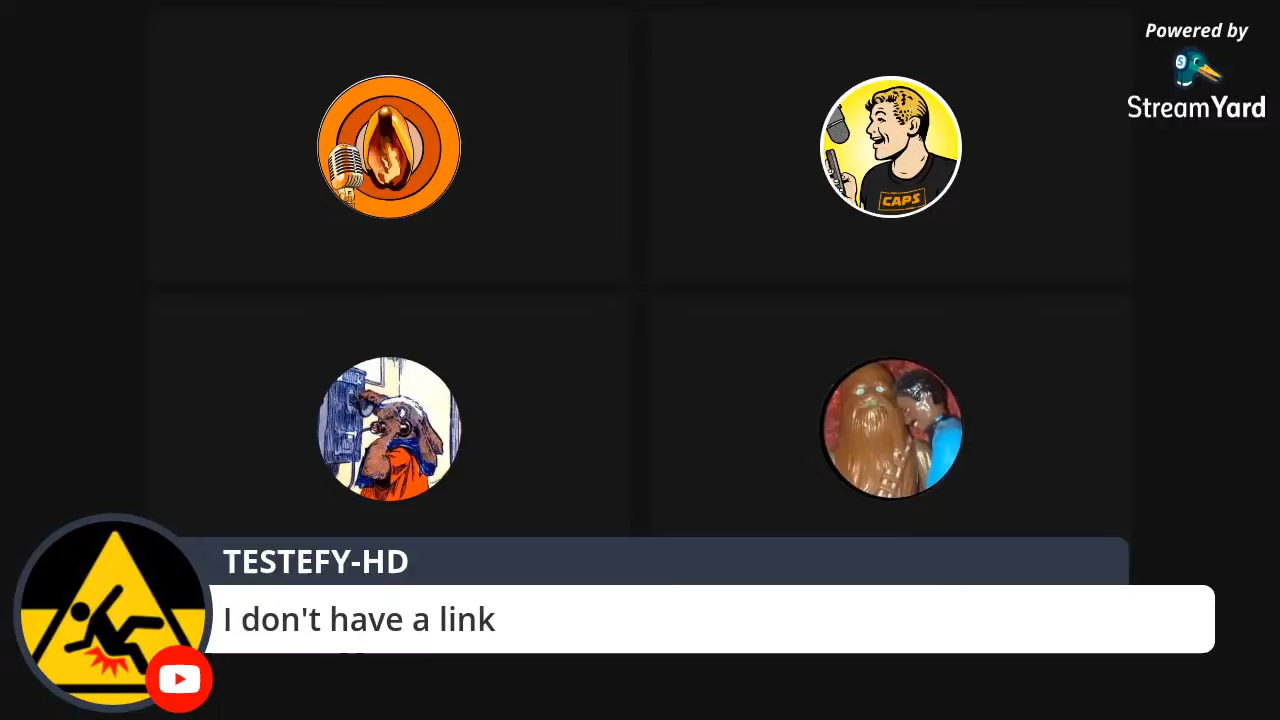 Powered by
StreamYard
CAPS
TESTEFY-HD
I don't have a link